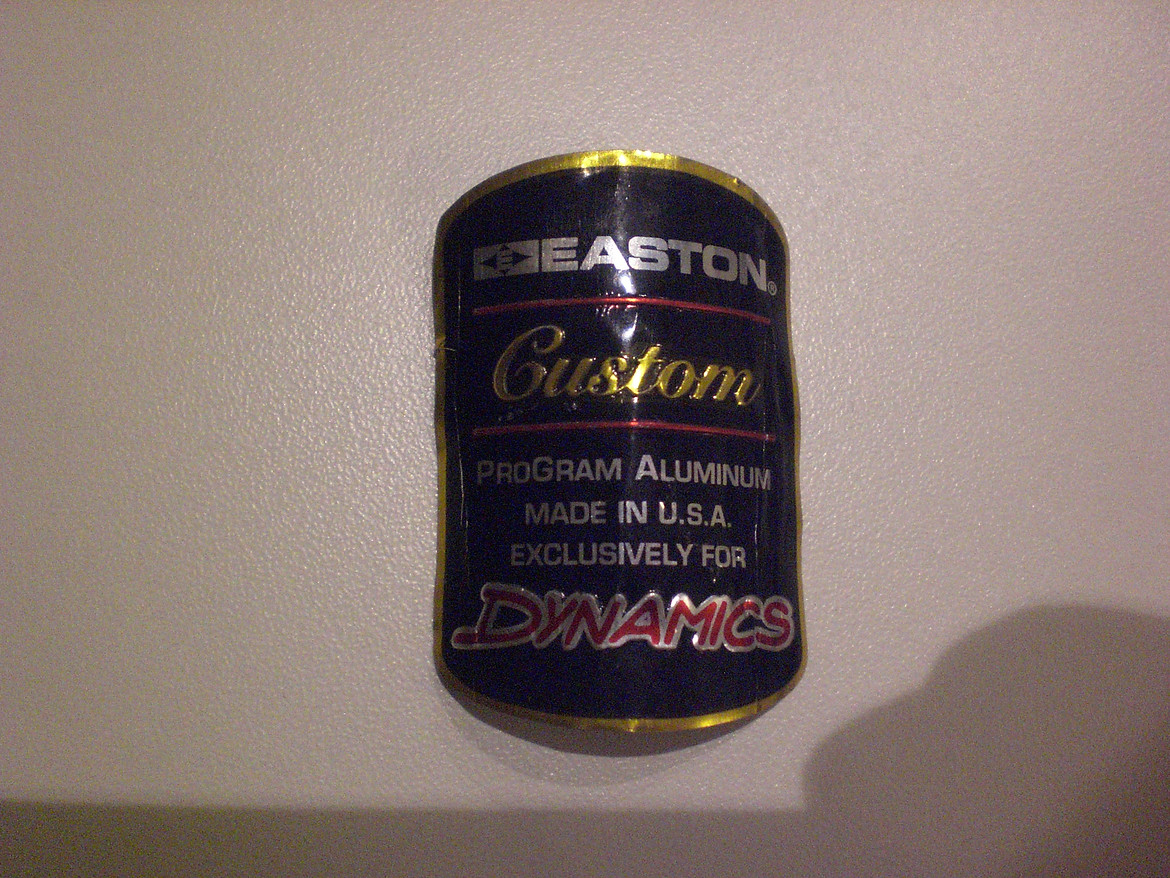 E EASTON®
Custom
PROGRAM ALUMINUM
MADE IN U.S.A.
EXCLUSIVELY FOR
DYNAMICS